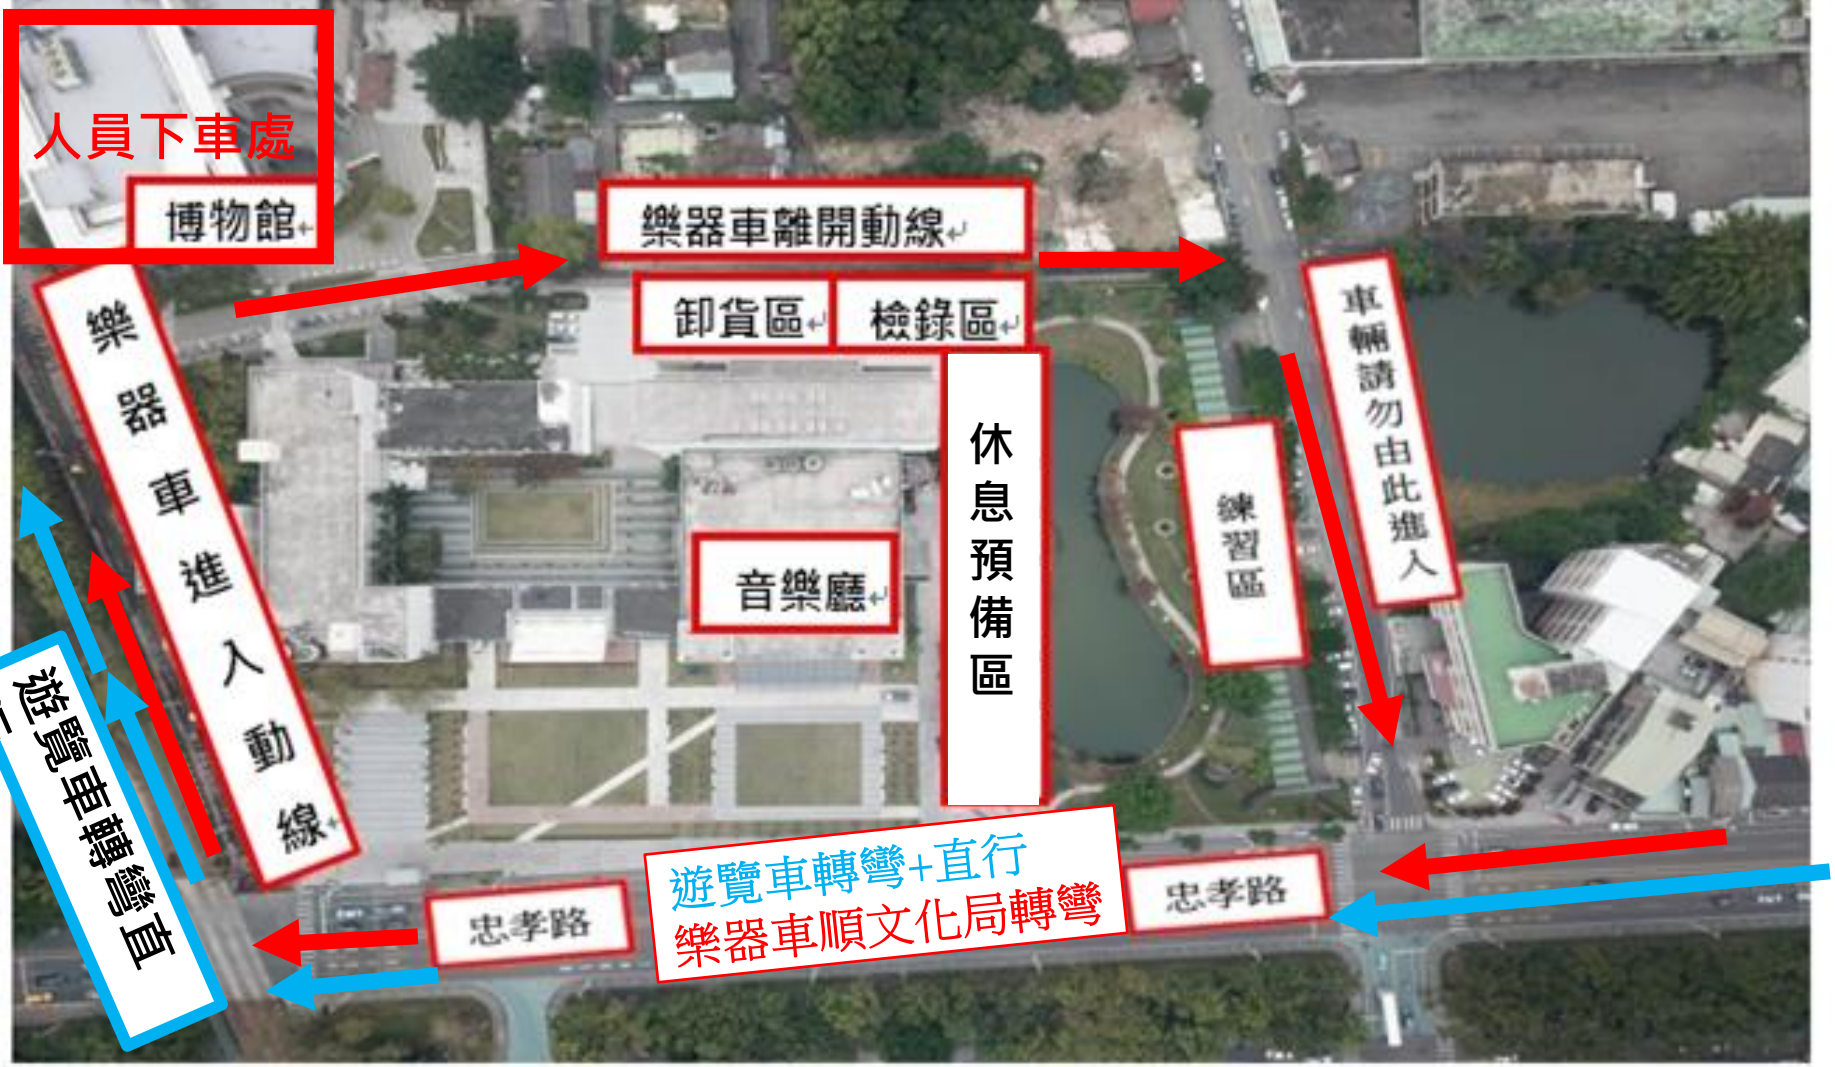 人員下車處
博物館
樂器車離開動線
卸貨區
檢錄區
樂器車進入動線
車輛請勿由此進入
休息預備區
練習區
音樂廳
遊覽車轉彎直
遊覽車轉彎+直行
樂器車順文化局轉彎
忠孝路
忠孝路